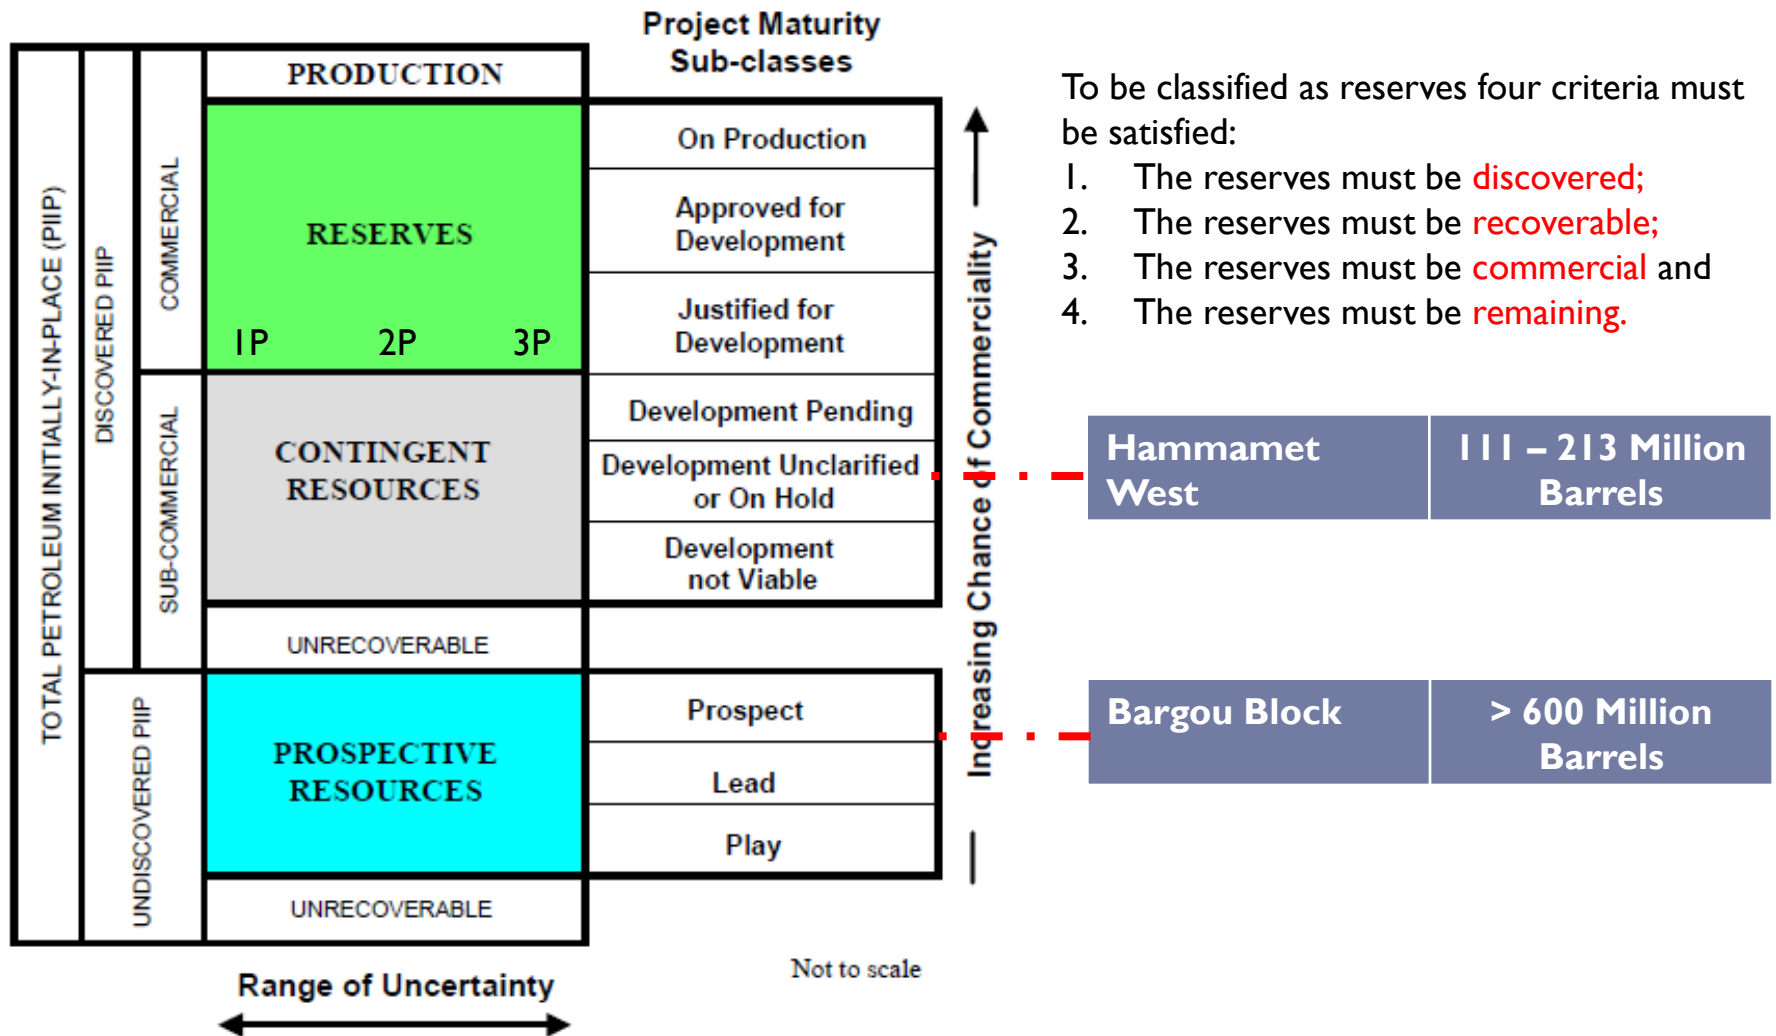 Project Maturity
Sub-classes
PRODUCTION
TOTAL PETROLEUM INITIALLY-IN-PLACE (PIIP)
DISCOVERED PIIP
COMMERCIAL
RESERVES
1P 2P 3P
On Production
Approved for
Development
Justified for
Development
SUB-COMMERCIAL
CONTINGENT
RESOURCES
Development Pending
Development Unclarified
or On Hold
Development
not Viable
UNRECOVERABLE
UNDISCOVERED PIIP
PROSPECTIVE
RESOURCES
Prospect
Lead
Play
UNRECOVERABLE
Range of Uncertainty
Not to scale
Increasing Chance of Commerciality
To be classified as reserves four criteria must
be satisfied:
1. The reserves must be discovered;
2. The reserves must be recoverable;
3. The reserves must be commercial and
4. The reserves must be remaining.
Hammamet
West
111 – 213 Million
Barrels
Bargou Block
> 600 Million
Barrels